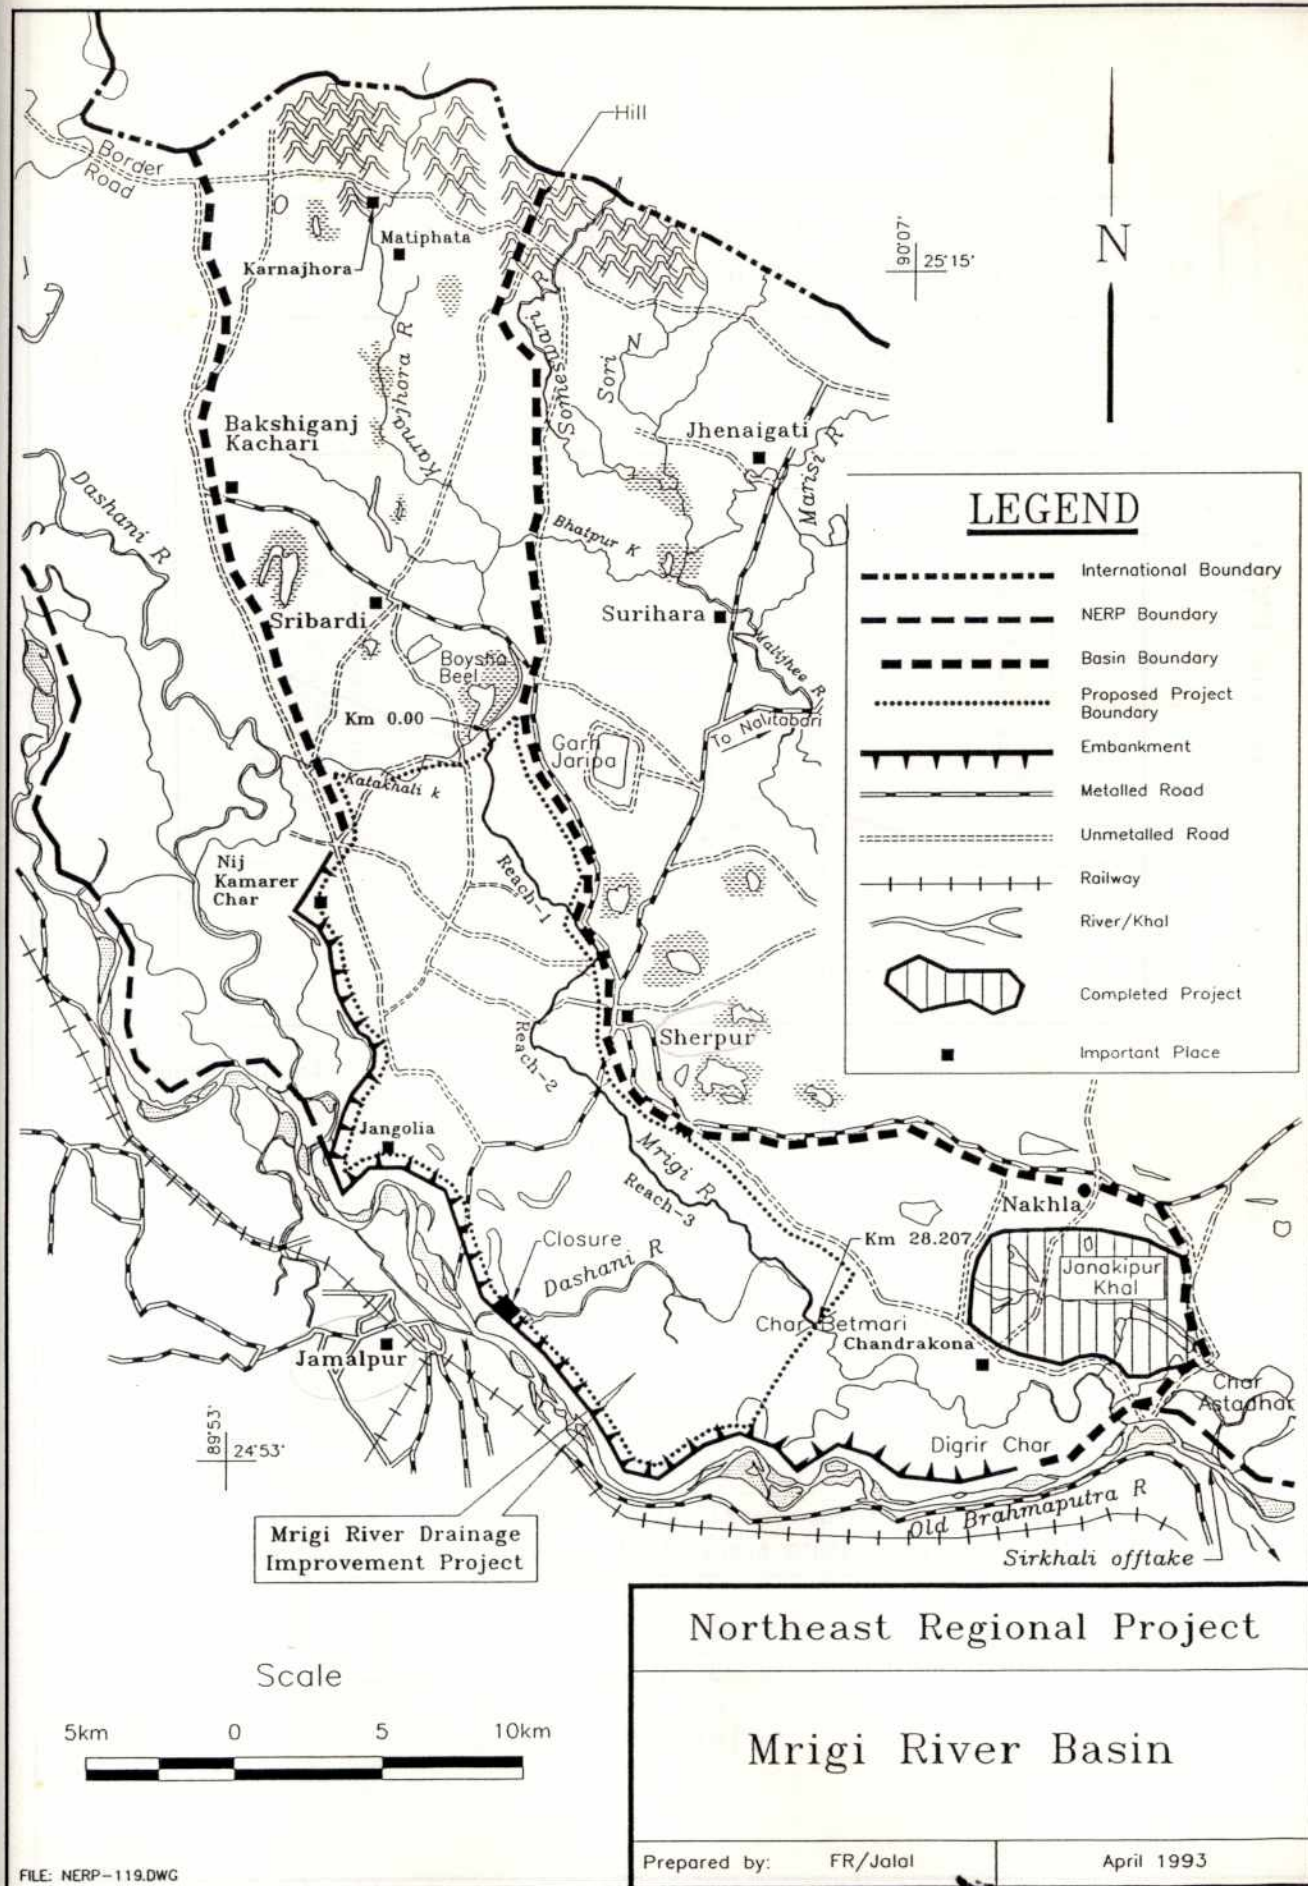 Hill
Border
Road
N
90°07'
25°15'
Matiphata
Karnajhora
Karnajhora R
Someswari R
Sori N
Bakshiganj
Kachari
Jhenaigati
Marisi R
Dashani R
Bhatpur K
Sribardi
Surihara
Malijhee R
Boysha
Beel
Km 0.00
To Nalitabari
Garh
Jaripa
Katakhali k
Nij
Kamarer
Char
Reach-1
Reach-2
Sherpur
Jangolia
Mrigi R
Reach-3
Nakhla
Km 28.207
Closure
Dashani R
Janakipur
Khal
Char Betmari
Chandrakona
Jamalpur
Char
Astadhar
89°53'
24°53'
Digrir Char
Old Brahmaputra R
Sirkhali offtake
Mrigi River Drainage
Improvement Project
LEGEND
International Boundary
NERP Boundary
Basin Boundary
Proposed Project
Boundary
Embankment
Metalled Road
Unmetalled Road
Railway
River/Khal
Completed Project
Important Place
Scale
5km 0 5 10km
Northeast Regional Project
Mrigi River Basin
Prepared by: FR/Jalal
April 1993
FILE: NERP-119.DWG